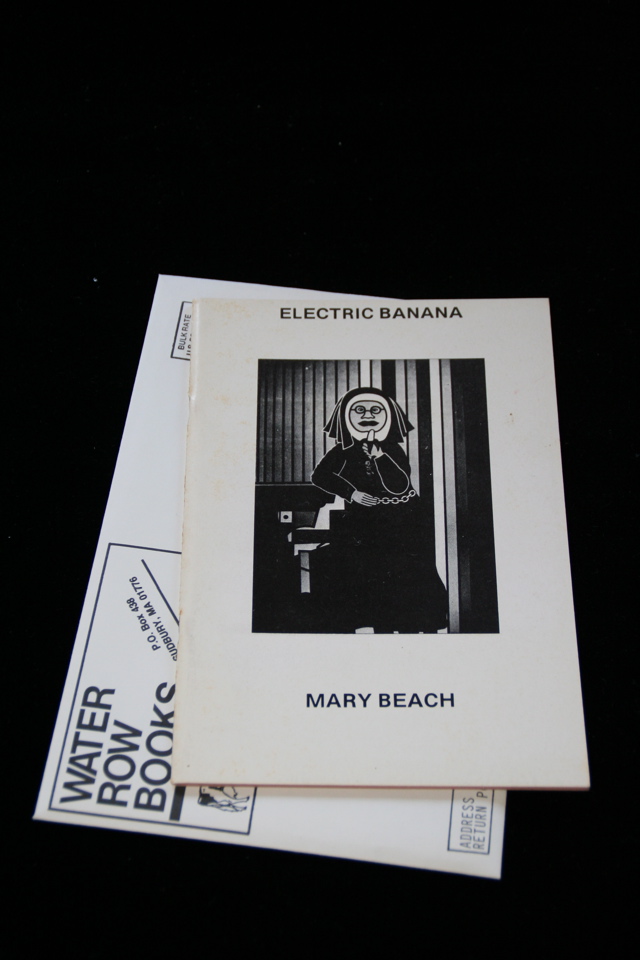 ELECTRIC BANANA
MARY BEACH
BULK RATE
P.O. Box 438
SUDBURY, MA 01776
WATER
ROW
BOOKS
ADDRESS
RETURN P